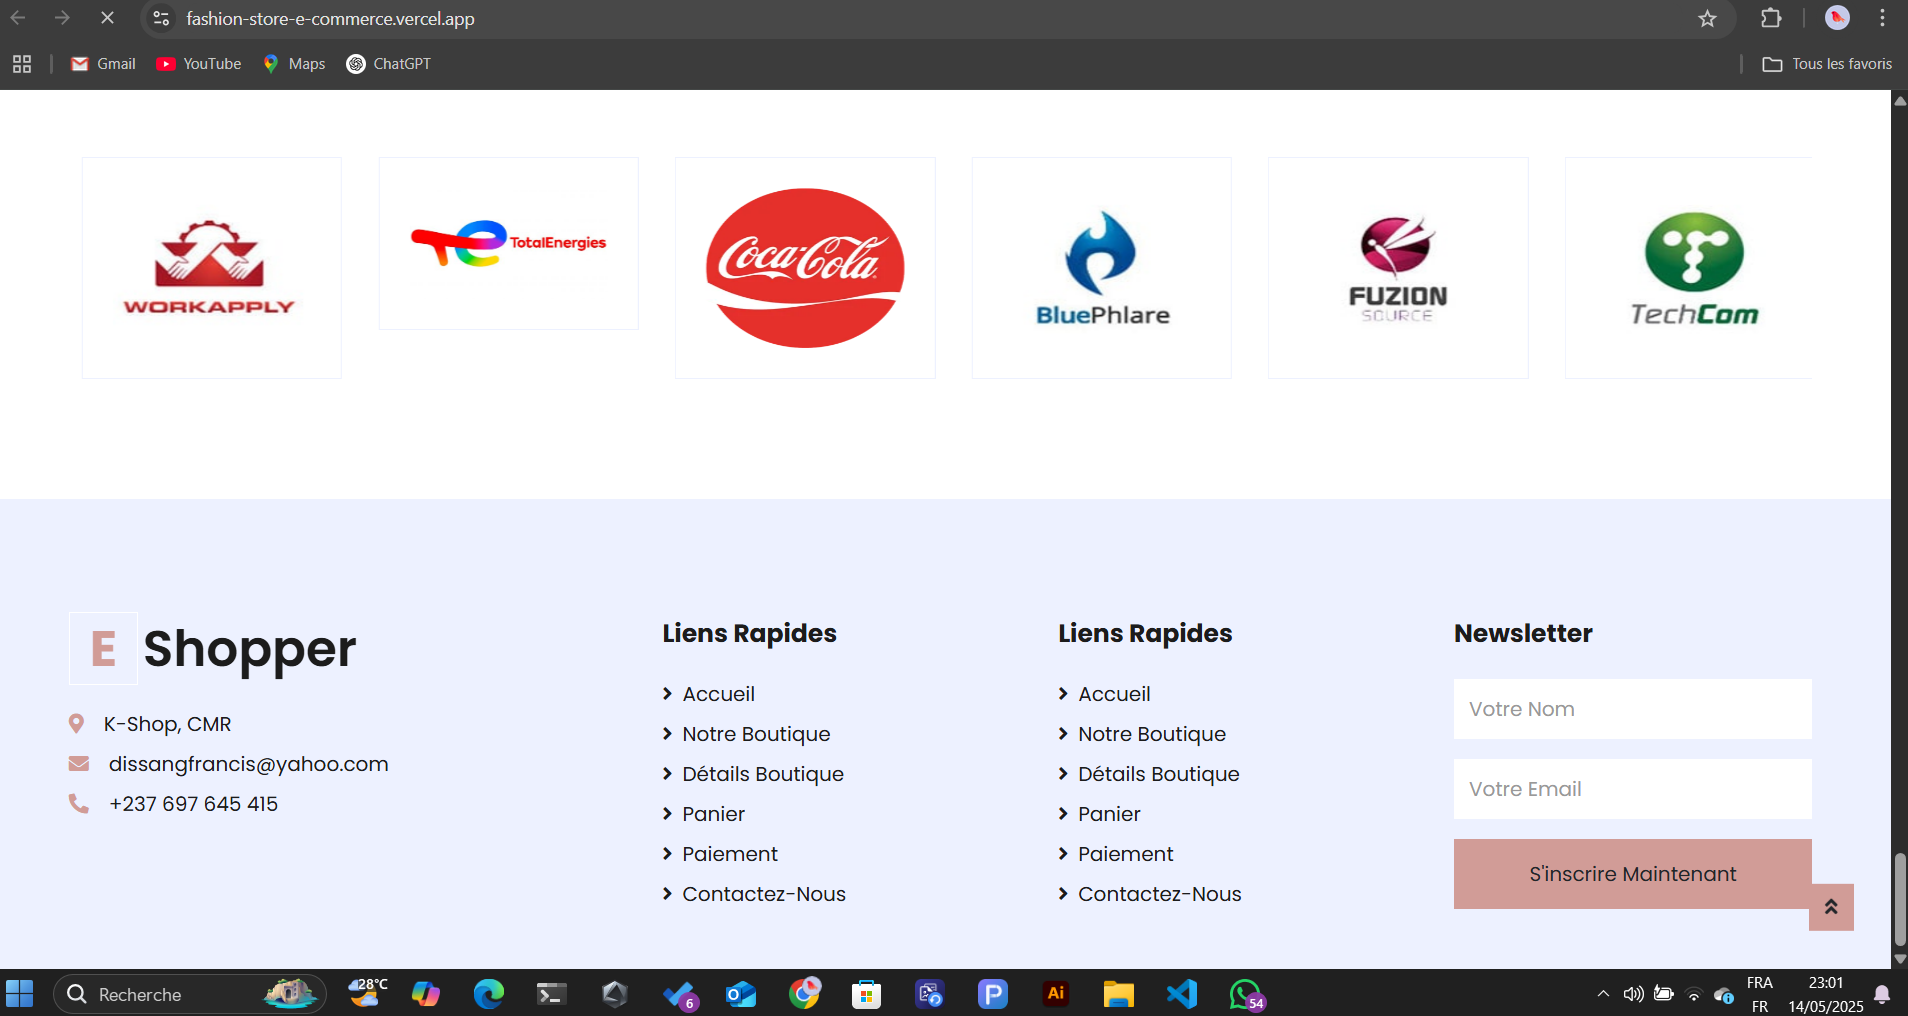 fashion-store-e-commerce.vercel.app
Gmail
YouTube
Maps
ChatGPT
Tous les favoris
WORKAPPLY
TotalEnergies
Coca-Cola
BluePhlare
FUZION
SOURCE
TechCom
E Shopper
K-Shop, CMR
dissangfrancis@yahoo.com
+237 697 645 415
Liens Rapides
Accueil
Notre Boutique
Détails Boutique
Panier
Paiement
Contactez-Nous
Liens Rapides
Accueil
Notre Boutique
Détails Boutique
Panier
Paiement
Contactez-Nous
Newsletter
Votre Nom
Votre Email
S'inscrire Maintenant
Recherche
28°C
6
P
Ai
54
FRA
FR
23:01
14/05/2025